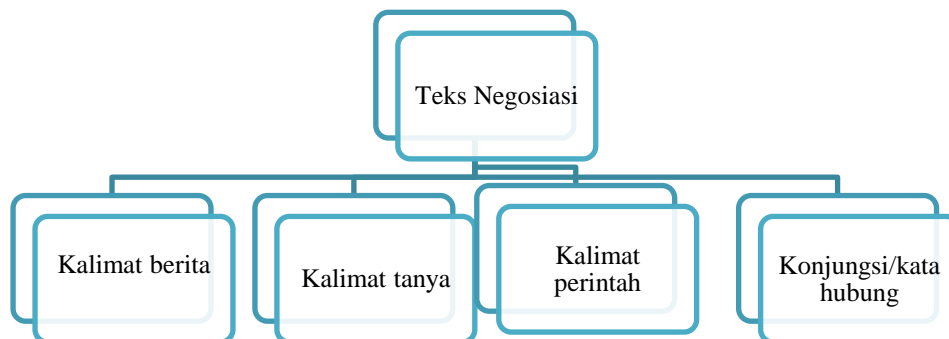 Teks Negosiasi
Kalimat berita
Kalimat tanya
Kalimat
perintah
Konjungsi/kata
hubung